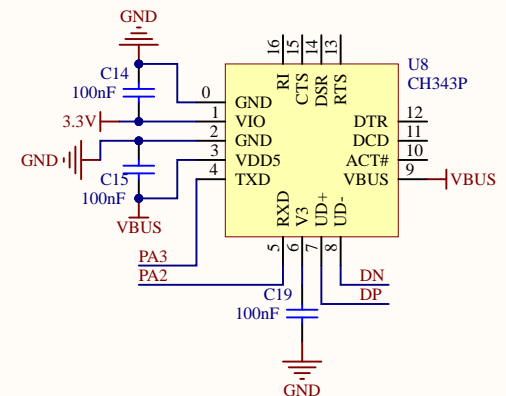 GND
16
15
14
13
U8
CH343P
RI
CTS
DSR
RTS
C14
100nF
0
GND
3.3V
1
VIO
DTR
12
2
GND
DCD
11
GND
3
VDD5
ACT#
10
C15
100nF
4
TXD
VBUS
9
VBUS
VBUS
RXD
V3
UD+
UD-
5
6
7
8
PA3
PA2
DN
DP
C19
100nF
GND